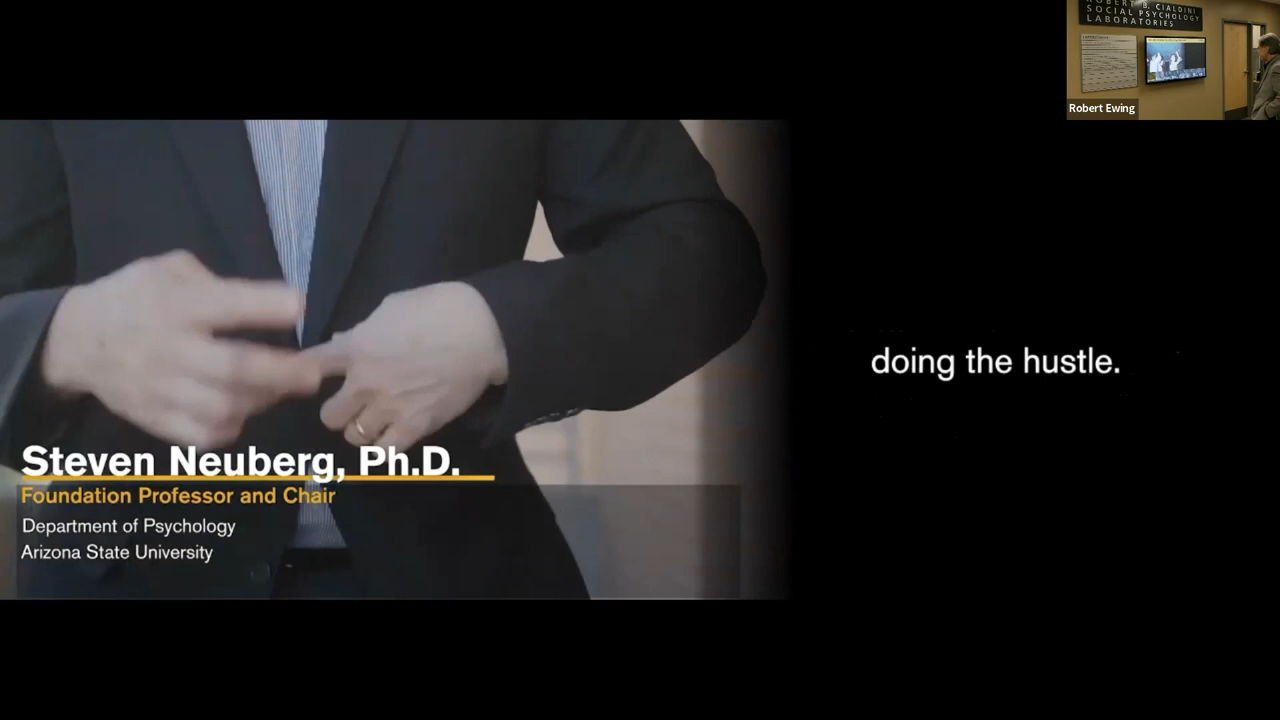 ROBERT B. CIALDINI
SOCIAL PSYCHOLOGY
LABORATORIES
Robert Ewing
doing the hustle.
Steven Neuberg, Ph.D.
Foundation Professor and Chair
Department of Psychology
Arizona State University